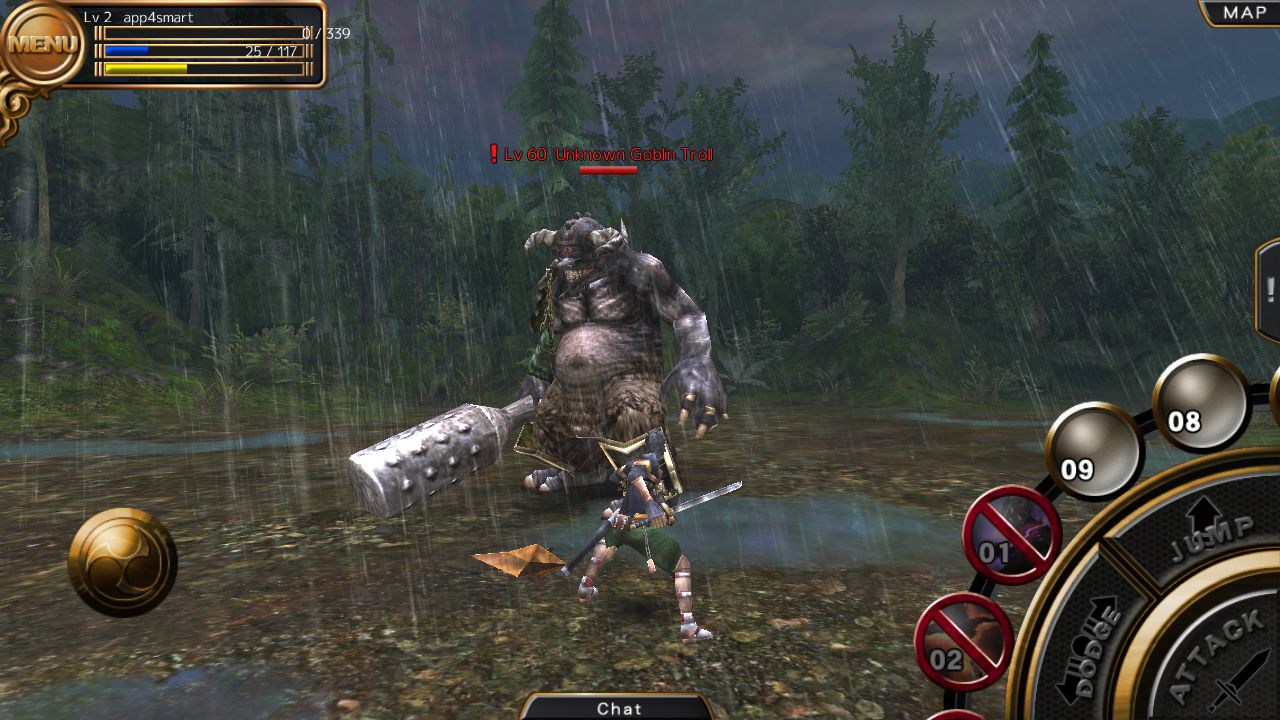 MENU
Lv 2 app4smart
0 / 339
25 / 117
MAP
! Lv 60 Unknown Goblin Troll
!
08
09
01
JUMP
DODGE
02
ATTACK
Chat